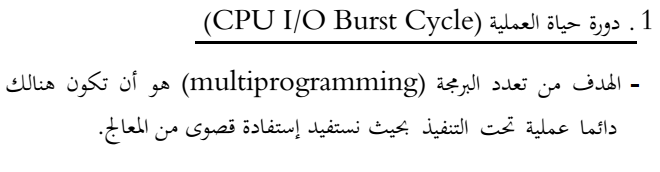 1 . دورة حياة العملية (CPU I/O Burst Cycle)
- الهدف من تعدد البرمجة (multiprogramming) هو أن تكون هنالك
دائما عملية تحت التنفيذ بحيث نستفيد إستفادة قصوى من المعالج.